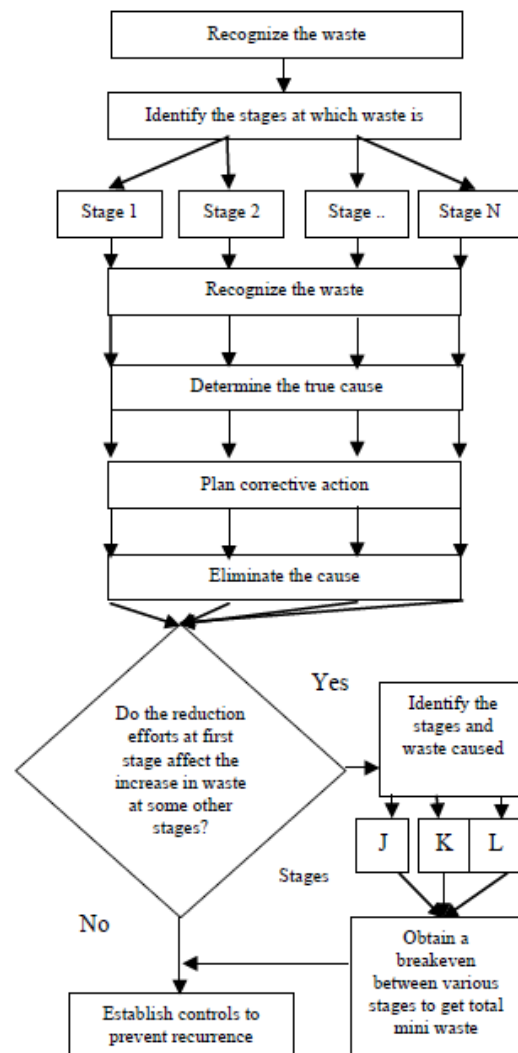 Recognize the waste
Identify the stages at which waste is
Stage 1
Stage 2
Stage ..
Stage N
Recognize the waste
Determine the true cause
Plan corrective action
Eliminate the cause
Do the reduction
efforts at first
stage affect the
increase in waste
at some other
stages?
Yes
Identify the
stages and
waste caused
J
K
L
Stages
No
Obtain a
breakeven
between various
stages to get total
mini waste
Establish controls to
prevent recurrence